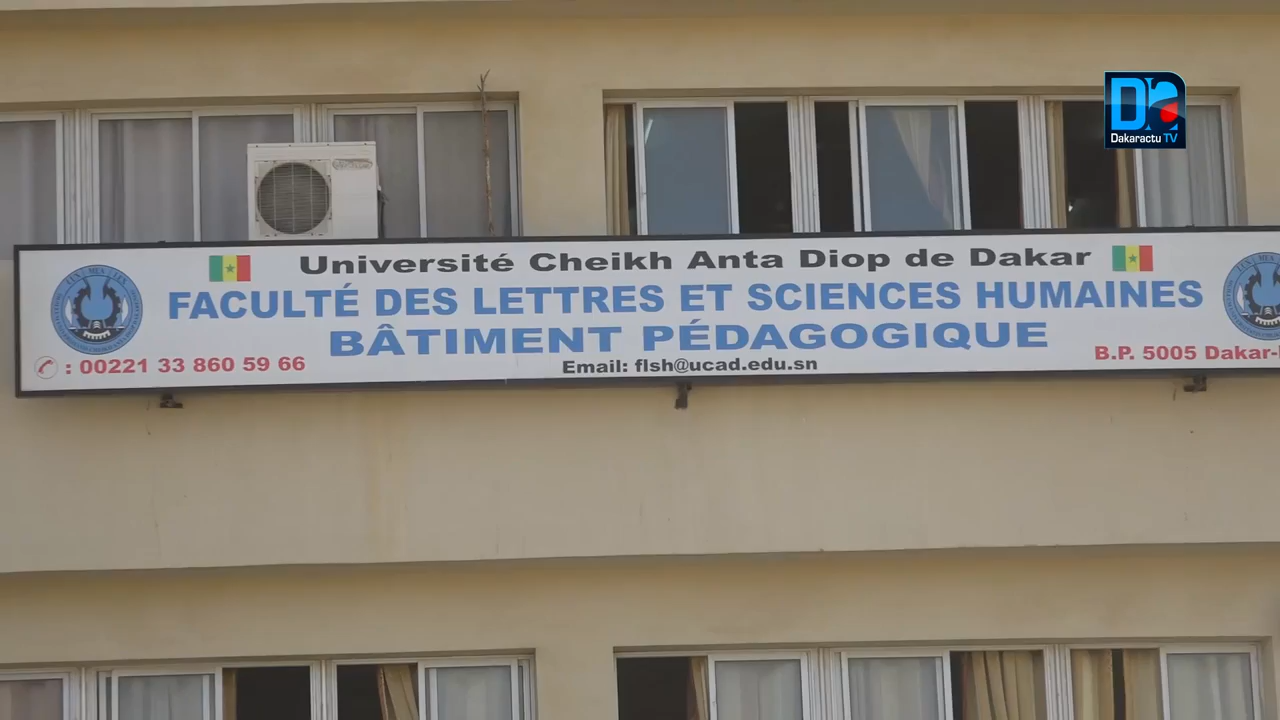 Dakaractu TV
Université Cheikh Anta Diop de Dakar
FACULTÉ DES LETTRES ET SCIENCES HUMAINES
BÂTIMENT PÉDAGOGIQUE
: 00221 33 860 59 66
Email: flsh@ucad.edu.sn
B.P. 5005 Dakar-